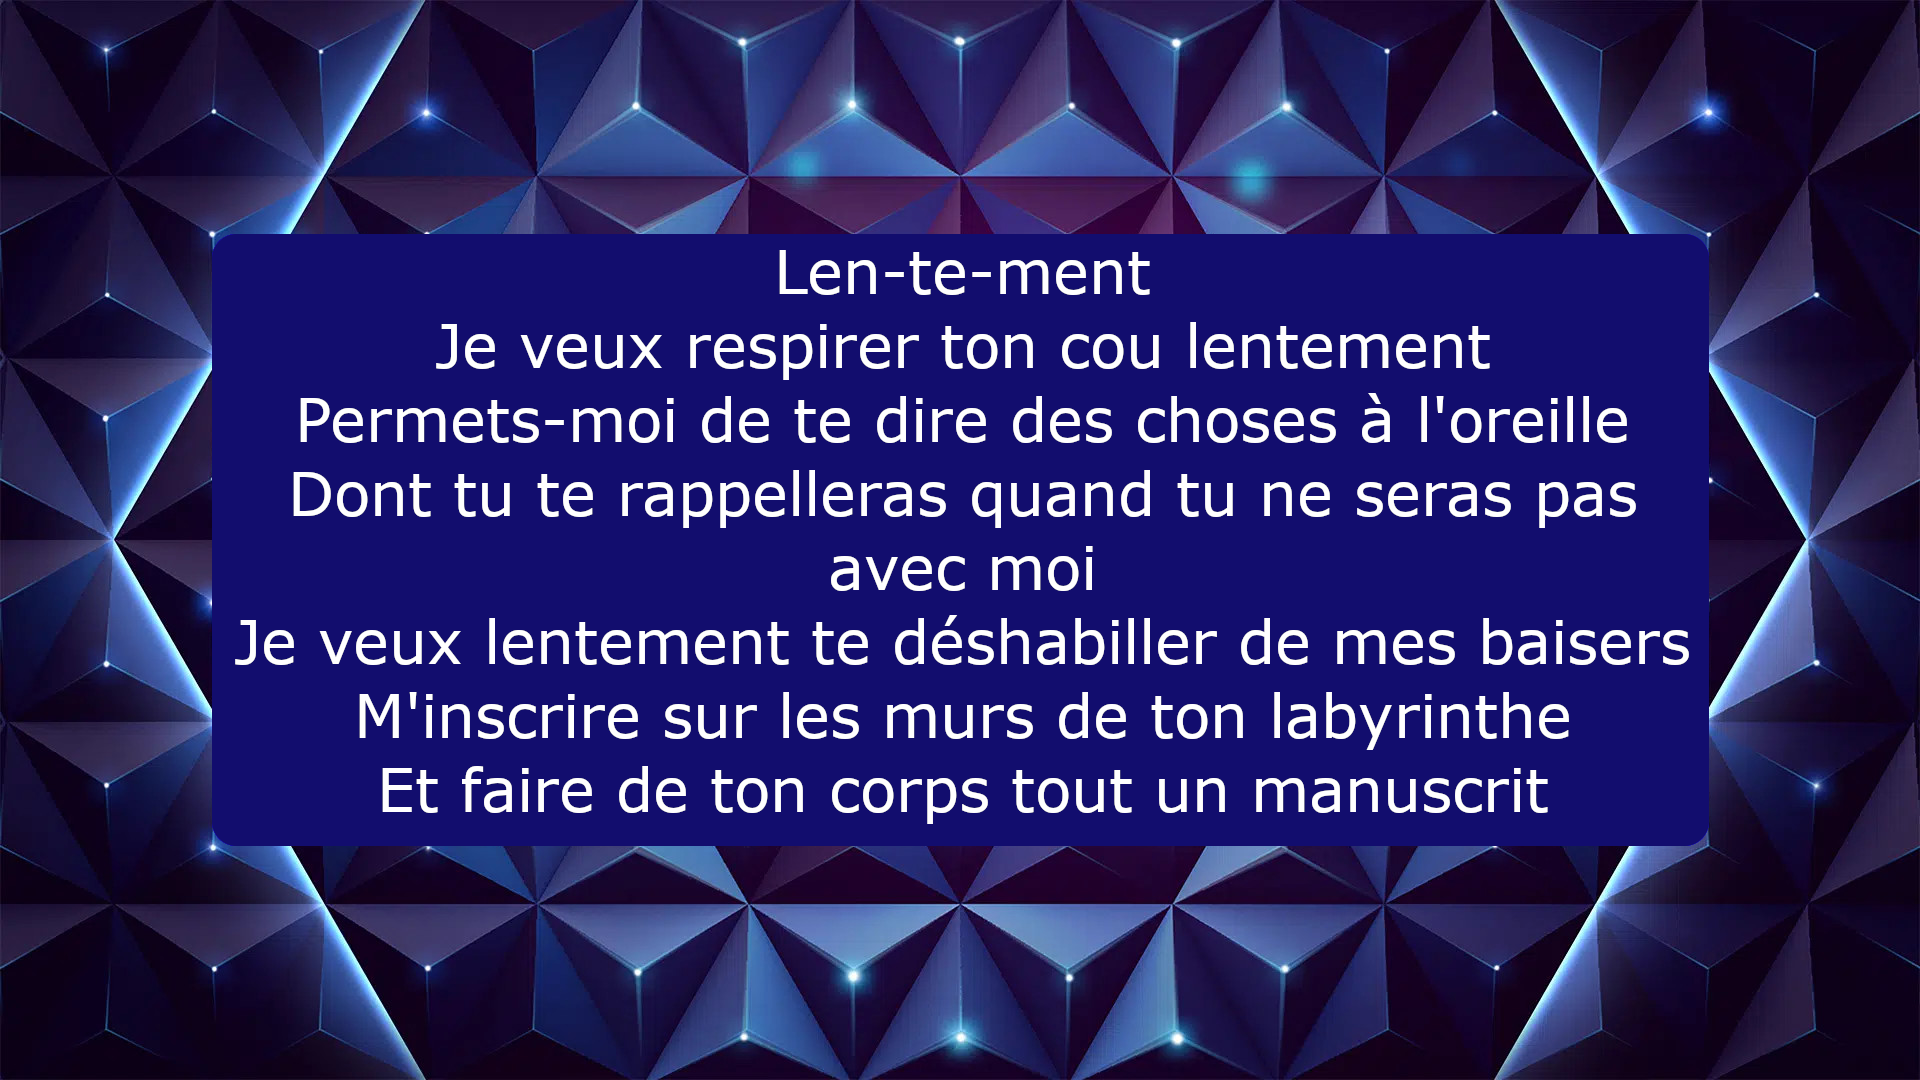 Len-te-ment
Je veux respirer ton cou lentement
Permets-moi de te dire des choses à l'oreille
Dont tu te rappelleras quand tu ne seras pas
avec moi
Je veux lentement te déshabiller de mes baisers
M'inscrire sur les murs de ton labyrinthe
Et faire de ton corps tout un manuscrit